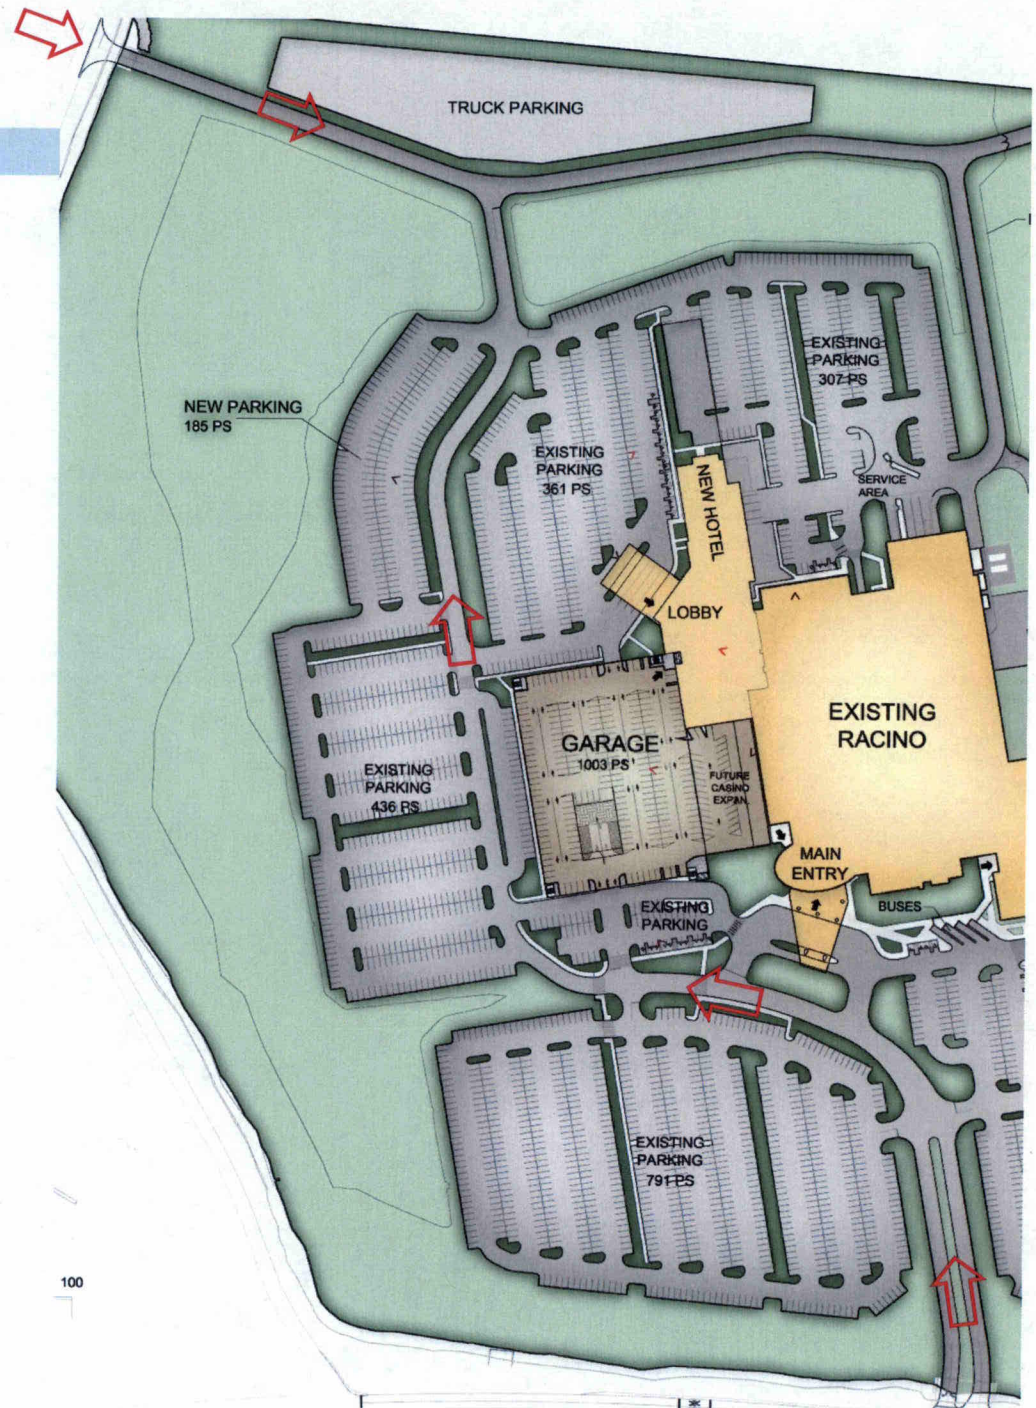 TRUCK PARKING
EXISTING
PARKING
307 PS
NEW PARKING
185 PS
EXISTING
PARKING
361 PS
NEW HOTEL
SERVICE
AREA
LOBBY
EXISTING
RACINO
GARAGE
1003 PS
EXISTING
PARKING
436 PS
FUTURE
CASINO
EXPAN.
MAIN
ENTRY
EXISTING
PARKING
BUSES
EXISTING
PARKING
791 PS
100